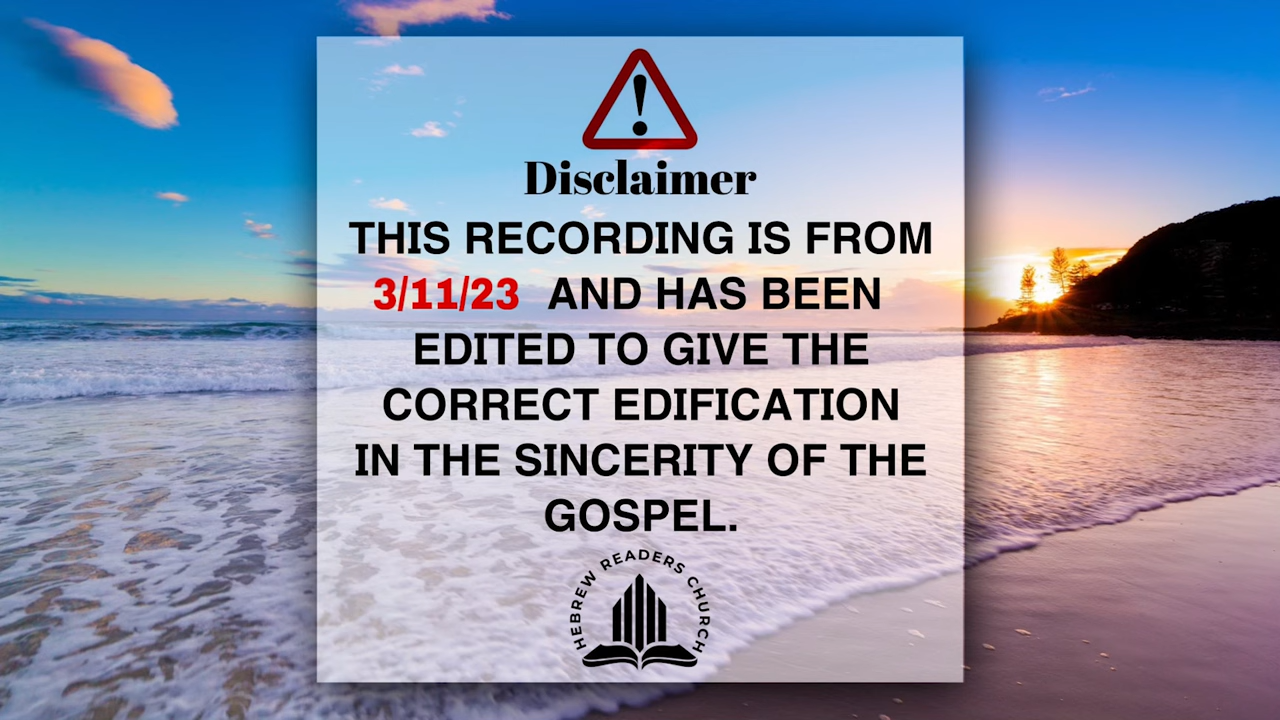 !
Disclaimer
THIS RECORDING IS FROM
3/11/23 AND HAS BEEN
EDITED TO GIVE THE
CORRECT EDIFICATION
IN THE SINCERITY OF THE
GOSPEL.
HEBREW READERS CHURCH